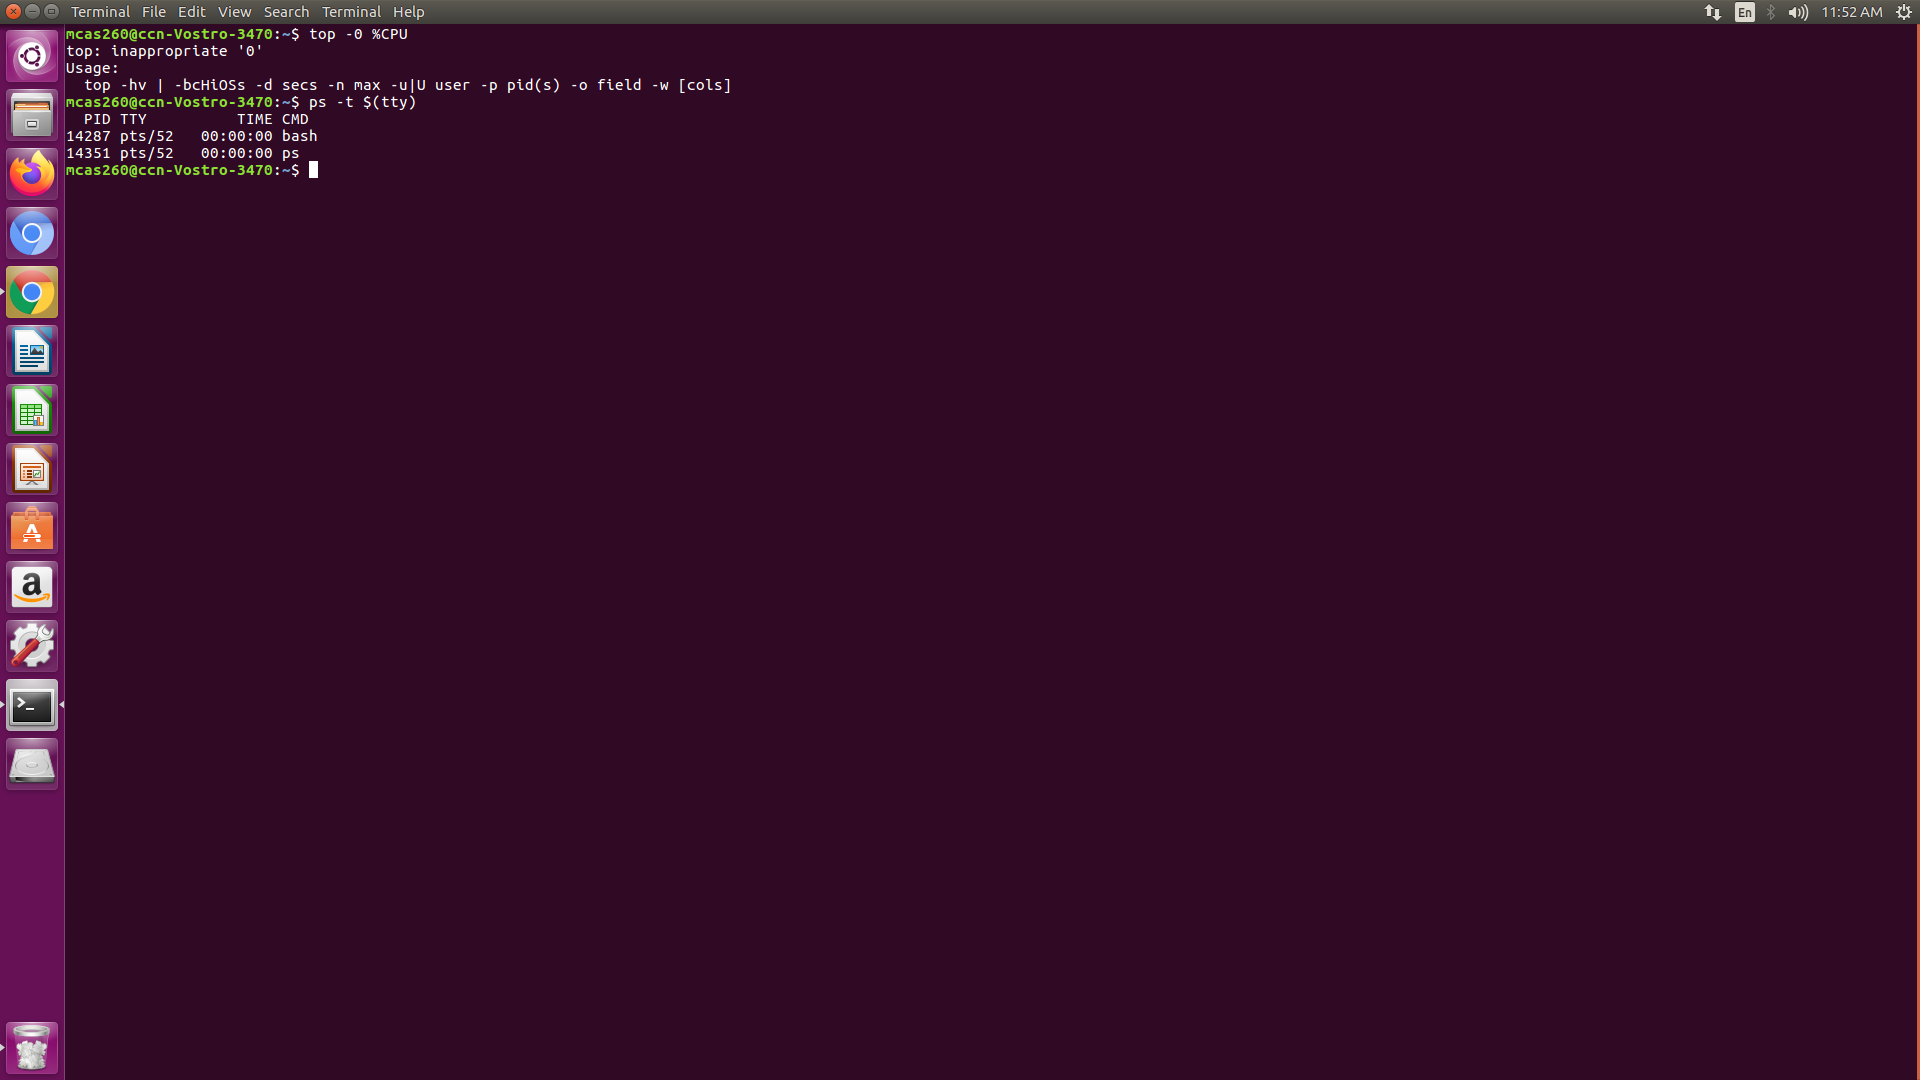 Terminal File Edit View Search Terminal Help En 11:52 AM
mcas260@ccn-Vostro-3470:~$ top -0 %CPU
top: inappropriate '0'
Usage:
  top -hv | -bcHiOSs -d secs -n max -u|U user -p pid(s) -o field -w [cols]
mcas260@ccn-Vostro-3470:~$ ps -t $(tty)
  PID TTY          TIME CMD
14287 pts/52   00:00:00 bash
14351 pts/52   00:00:00 ps
mcas260@ccn-Vostro-3470:~$